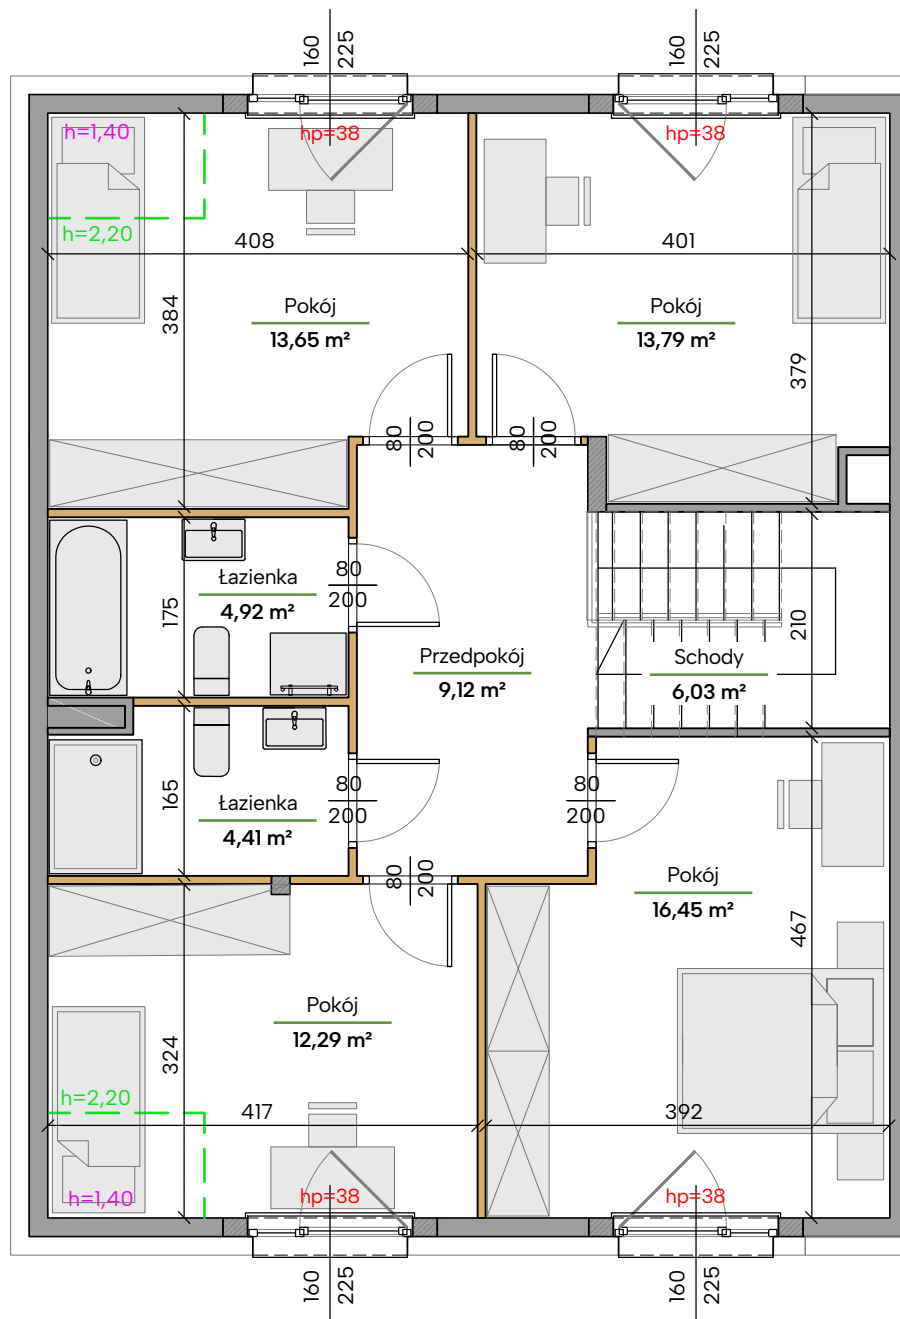 160
225
160
225
h=1,40
hp=38
hp=38
h=2,20
408
401
384
Pokój
13,65 m²
Pokój
13,79 m²
379
80
200
80
200
Łazienka
4,92 m²
80
200
175
210
Przedpokój
9,12 m²
Schody
6,03 m²
165
Łazienka
4,41 m²
80
200
80
200
80
200
Pokój
16,45 m²
467
Pokój
12,29 m²
324
h=2,20
417
392
h=1,40
hp=38
hp=38
160
225
160
225